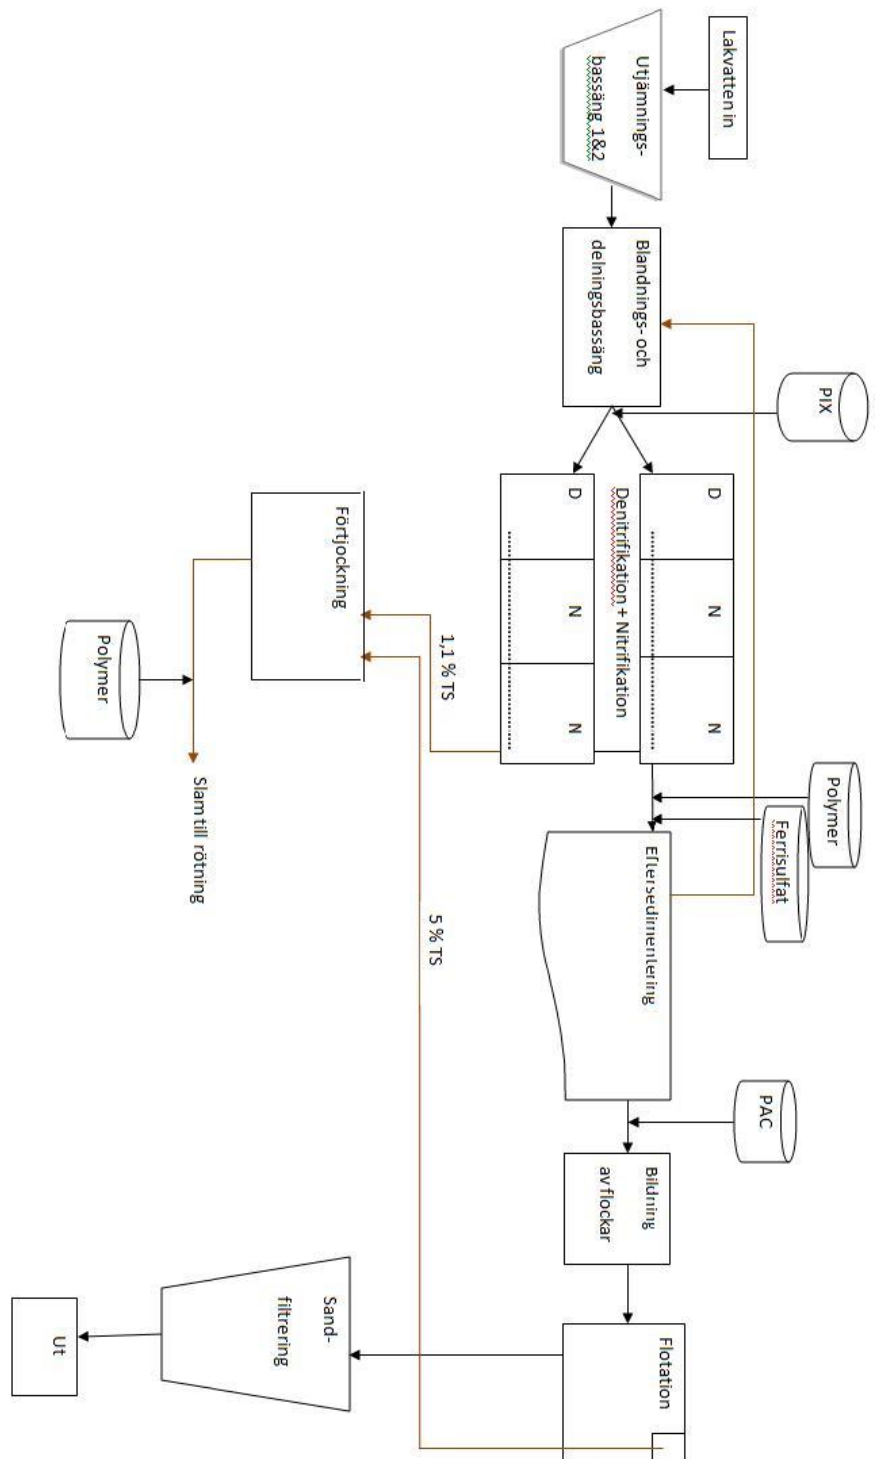 Lakvatten in
Utjämnings-
bassäng 1&2
Blandnings- och
delningsbassäng
PIX
D
N
N
Denitrifikation + Nitrifikation
D
N
N
Polymer
Ferrisulfat
Eftersedimentering
PAC
Bildning
av flockar
Flotation
1,1 % TS
5 % TS
Förtjockning
Polymer
Slam till rötning
Sand-
filtrering
Ut